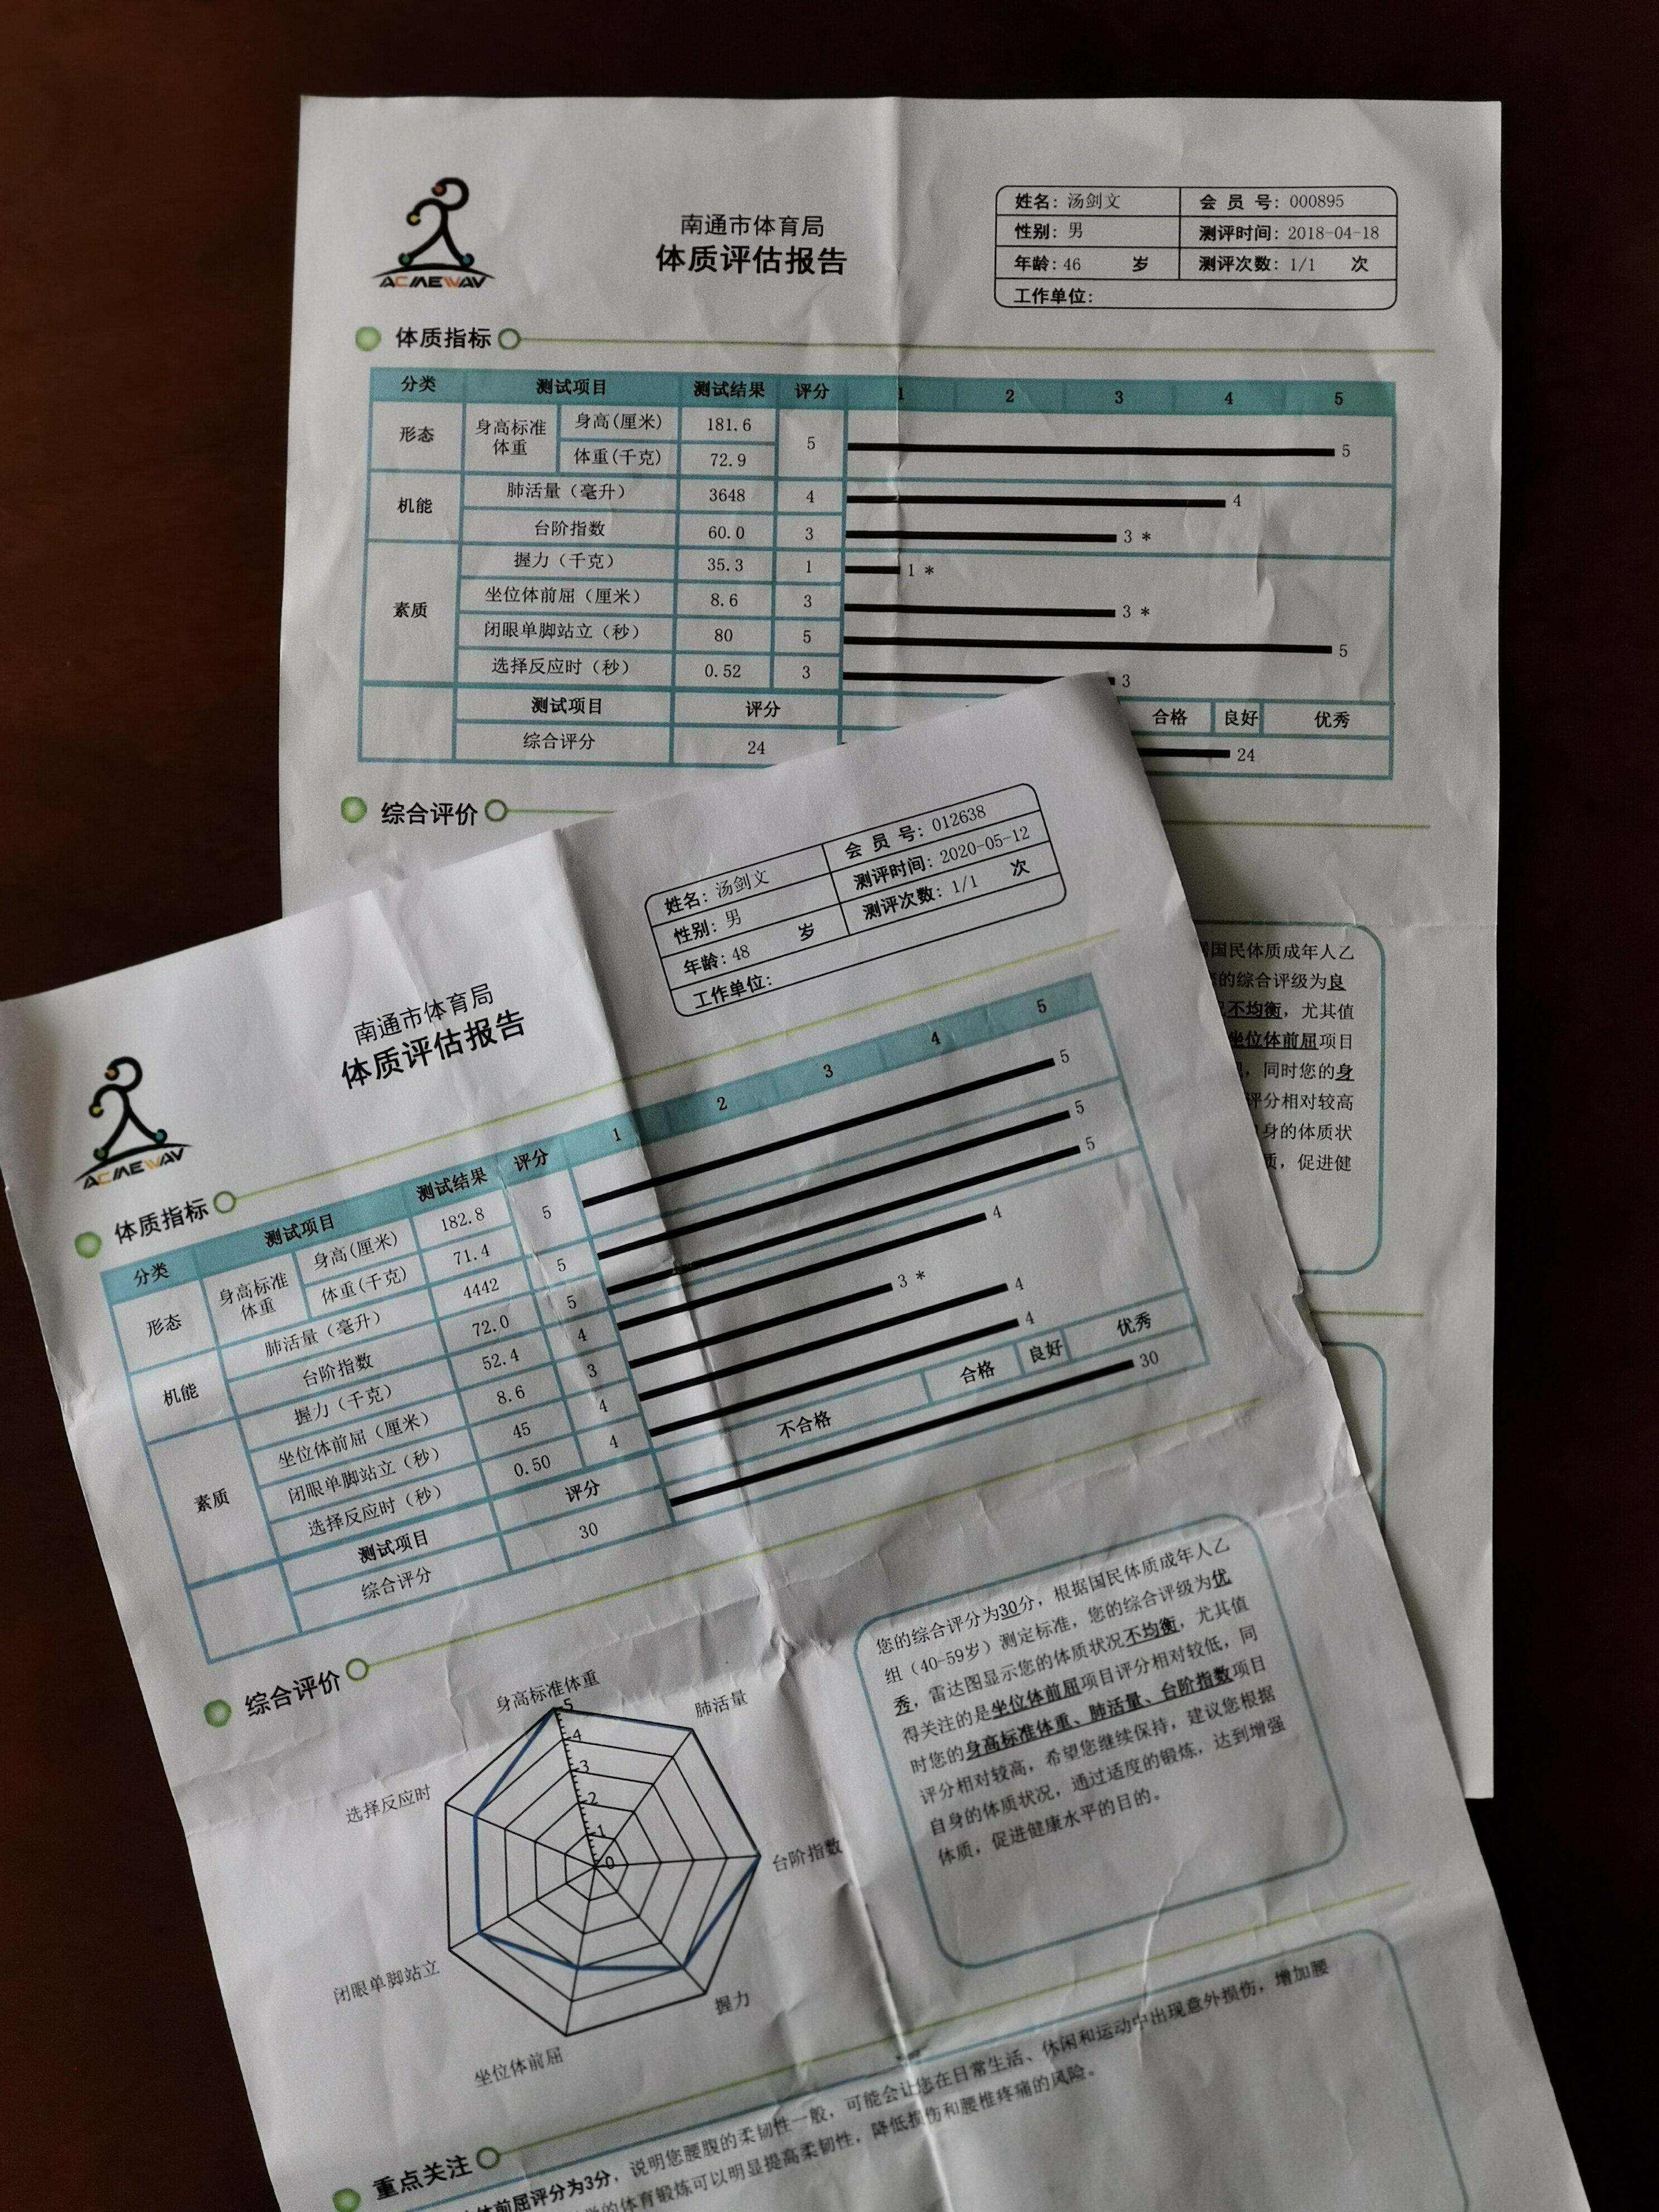 ACMEWAV
南通市体育局
体质评估报告
姓名: 汤剑文 会 员 号: 000895
性别: 男 测评时间: 2018-04-18
年龄: 46 岁 测评次数: 1/1 次
工作单位:
体质指标
分类 测试项目 测试结果 评分 1 2 3 4 5
形态 身高标准体重 身高(厘米) 181.6 5 5
体重(千克) 72.9
机能 肺活量（毫升） 3648 4 4
台阶指数 60.0 3 3 *
素质 握力（千克） 35.3 1 1 *
坐位体前屈（厘米） 8.6 3 3 *
闭眼单脚站立（秒） 80 5 5
选择反应时（秒） 0.52 3 3
测试项目 评分 合格 良好 优秀
综合评分 24 24
综合评价
国民体质成年人乙
的综合评级为良
不均衡，尤其值
坐位体前屈项目
，同时您的身
评分相对较高
身的体质状
质，促进健
ACMEWAV
南通市体育局
体质评估报告
姓名: 汤剑文 会 员 号: 012638
性别: 男 测评时间: 2020-05-12
年龄: 48 岁 测评次数: 1/1 次
工作单位:
体质指标
分类 测试项目 测试结果 评分 1 2 3 4 5
形态 身高标准体重 身高(厘米) 182.8 5 5
体重(千克) 71.4
机能 肺活量（毫升） 4442 5 5
台阶指数 72.0 5 5
素质 握力（千克） 52.4 4 4
坐位体前屈（厘米） 8.6 3 3 *
闭眼单脚站立（秒） 45 4 4
选择反应时（秒） 0.50 4 4
测试项目 评分 不合格 合格 良好 优秀
综合评分 30 30
综合评价
身高标准体重
肺活量
台阶指数
握力
坐位体前屈
闭眼单脚站立
选择反应时
5
4
3
2
1
0
您的综合评分为30分，根据国民体质成年人乙
组（40-59岁）测定标准，您的综合评级为优
秀，雷达图显示您的体质状况不均衡，尤其值
得关注的是坐位体前屈项目评分相对较低，同
时您的身高标准体重、肺活量、台阶指数项目
评分相对较高，希望您继续保持，建议您根据
自身的体质状况，通过适度的锻炼，达到增强
体质，促进健康水平的目的。
重点关注
体前屈评分为3分，说明您腰腹的柔韧性一般，可能会让您在日常生活、休闲和运动中出现意外损伤，增加腰
的体育锻炼可以明显提高柔韧性，降低损伤和腰椎疼痛的风险。